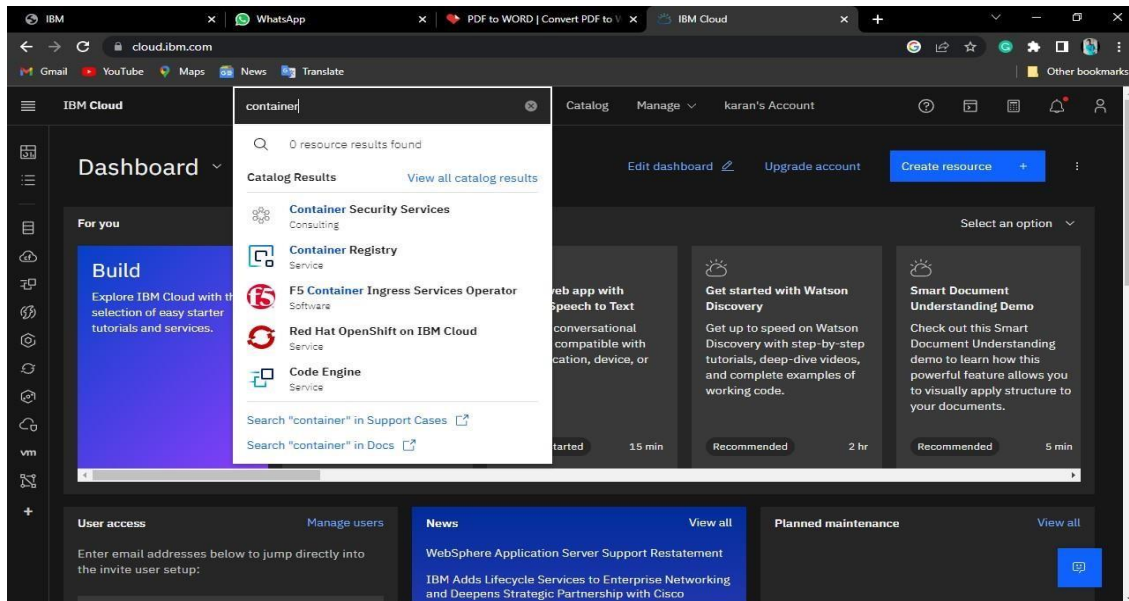 IBM
WhatsApp
PDF to WORD | Convert PDF to
IBM Cloud
cloud.ibm.com
Gmail
YouTube
Maps
News
Translate
Other bookmarks
IBM Cloud
container
Catalog
Manage
karan's Account
Dashboard
Edit dashboard
Upgrade account
Create resource +
0 resource results found
Catalog Results
View all catalog results
Container Security Services
Consulting
Container Registry
Service
F5 Container Ingress Services Operator
Software
Red Hat OpenShift on IBM Cloud
Service
Code Engine
Service
Search "container" in Support Cases
Search "container" in Docs
For you
Select an option
Build
Explore IBM Cloud with
selection of easy starter
tutorials and services.
app with
Speech to Text
conversational
compatible with
device, or
15 min
Get started with Watson
Discovery
Get up to speed on Watson
Discovery with step-by-step
tutorials, deep-dive videos,
and complete examples of
working code.
Recommended
2 hr
Smart Document
Understanding Demo
Check out this Smart
Document Understanding
demo to learn how this
powerful feature allows you
to visually apply structure to
your documents.
Recommended
5 min
vm
User access
Manage users
Enter email addresses below to jump directly into
the invite user setup:
News
View all
WebSphere Application Server Support Restatement
IBM Adds Lifecycle Services to Enterprise Networking
and Deepens Strategic Partnership with Cisco
Planned maintenance
View all